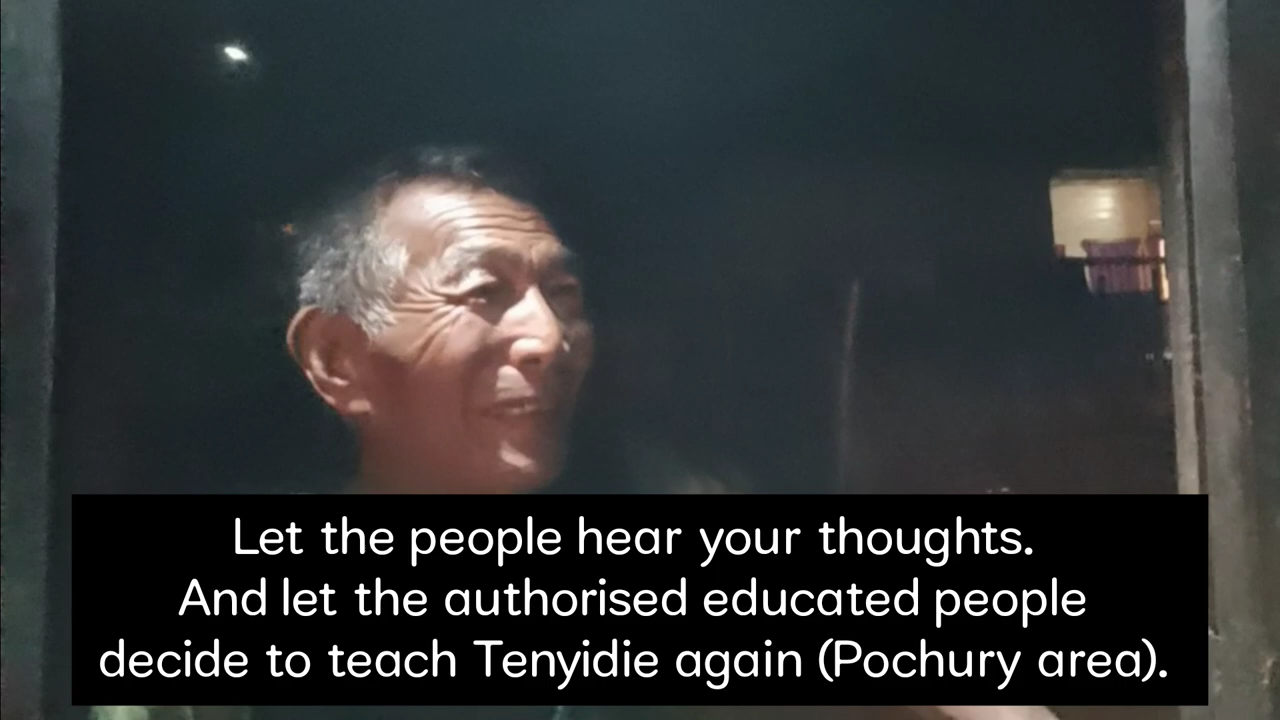 Let the people hear your thoughts.
And let the authorised educated people
decide to teach Tenyidie again (Pochury area).